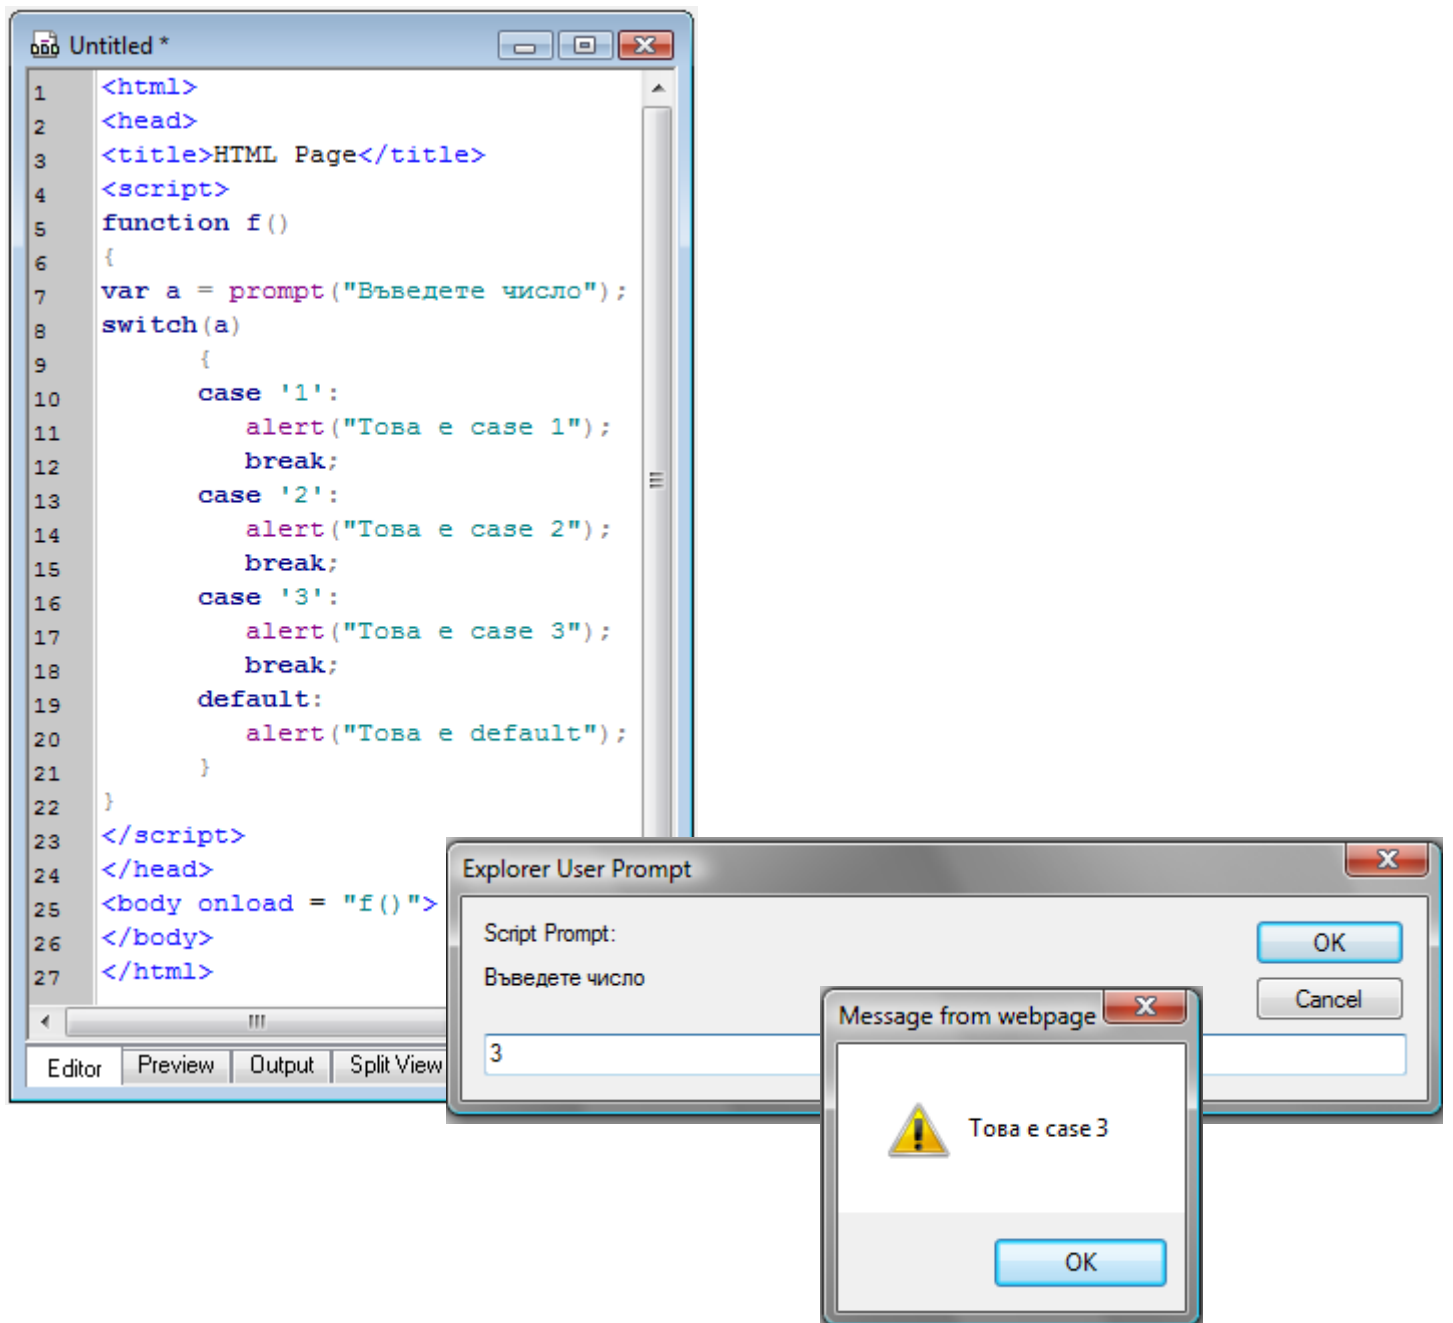 Untitled *
1 <html>
2 <head>
3 <title>HTML Page</title>
4 <script>
5 function f()
6 {
7 var a = prompt("Въведете число");
8 switch(a)
9 {
10 case '1':
11 alert("Това е case 1");
12 break;
13 case '2':
14 alert("Това е case 2");
15 break;
16 case '3':
17 alert("Това е case 3");
18 break;
19 default:
20 alert("Това е default");
21 }
22 }
23 </script>
24 </head>
25 <body onload = "f()">
26 </body>
27 </html>
Editor Preview Output Split View
Explorer User Prompt
Script Prompt:
OK
Въведете число
Cancel
3
Message from webpage
Това е case 3
OK